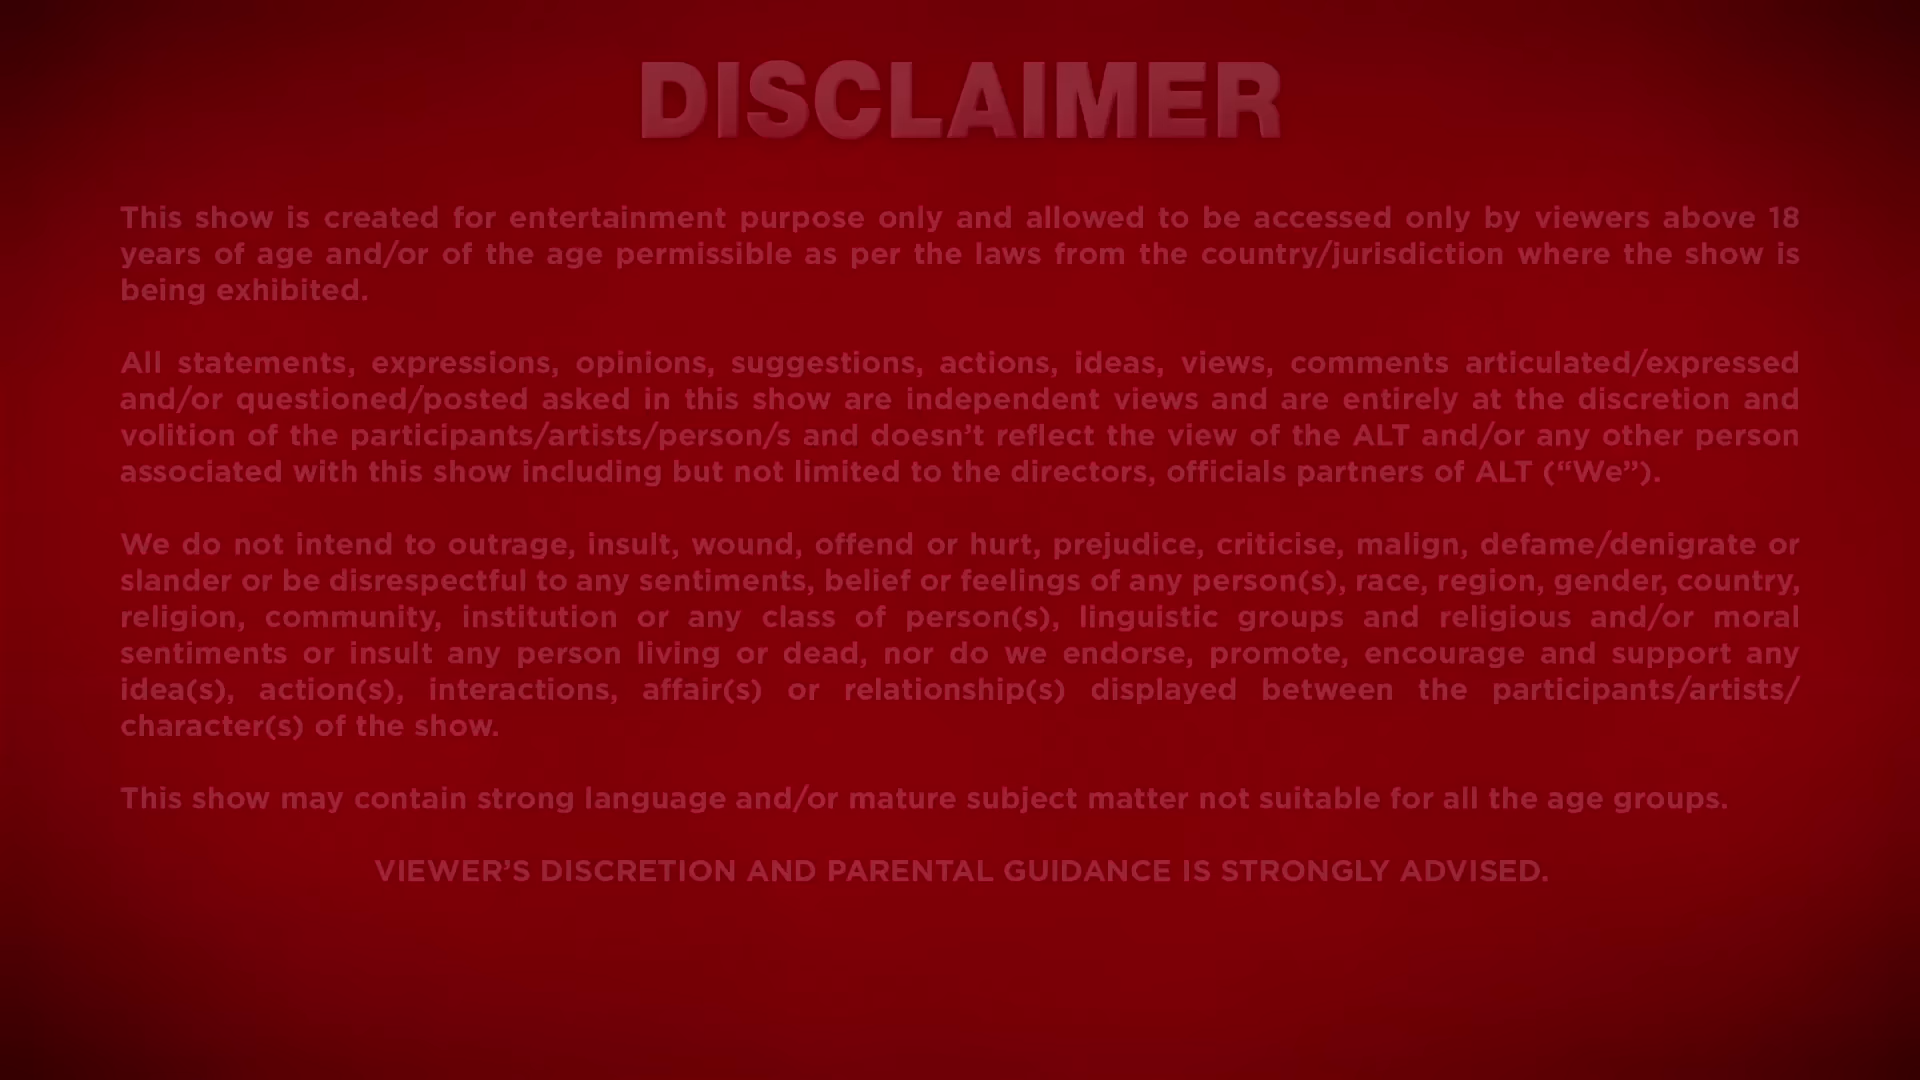 DISCLAIMER
This show is created for entertainment purpose only and allowed to be accessed only by viewers above 18
years of age and/or of the age permissible as per the laws from the country/jurisdiction where the show is
being exhibited.
All statements, expressions, opinions, suggestions, actions, ideas, views, comments articulated/expressed
and/or questioned/posted asked in this show are independent views and are entirely at the discretion and
volition of the participants/artists/person/s and doesn’t reflect the view of the ALT and/or any other person
associated with this show including but not limited to the directors, officials partners of ALT (“We”).
We do not intend to outrage, insult, wound, offend or hurt, prejudice, criticise, malign, defame/denigrate or
slander or be disrespectful to any sentiments, belief or feelings of any person(s), race, region, gender, country,
religion, community, institution or any class of person(s), linguistic groups and religious and/or moral
sentiments or insult any person living or dead, nor do we endorse, promote, encourage and support any
idea(s), action(s), interactions, affair(s) or relationship(s) displayed between the participants/artists/
character(s) of the show.
This show may contain strong language and/or mature subject matter not suitable for all the age groups.
VIEWER’S DISCRETION AND PARENTAL GUIDANCE IS STRONGLY ADVISED.